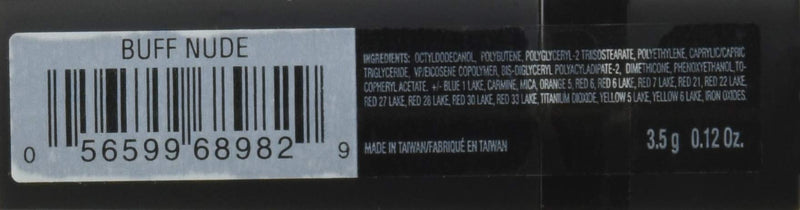 BUFF NUDE
0 56599 68982 9
INGREDIENTS: OCTYLDODECANOL, POLYBUTENE, POLYGLYCERYL-2 TRIISOSTEARATE, POLYETHYLENE, CAPRYLIC/CAPRIC
TRIGLYCERIDE, VP/EICOSENE COPOLYMER, BIS-DIGLYCERYL POLYACYLADIPATE-2, DIMETHICONE, PHENOXYETHANOL, TO-
COPHERYL ACETATE. +/- BLUE 1 LAKE, CARMINE, MICA, ORANGE 5, RED 6, RED 6 LAKE, RED 7 LAKE, RED 21, RED 22 LAKE,
RED 27 LAKE, RED 28 LAKE, RED 30 LAKE, RED 33 LAKE, TITANIUM DIOXIDE, YELLOW 5 LAKE, YELLOW 6 LAKE, IRON OXIDES.
MADE IN TAIWAN/FABRIQUÉ EN TAIWAN
3.5 g 0.12 Oz.